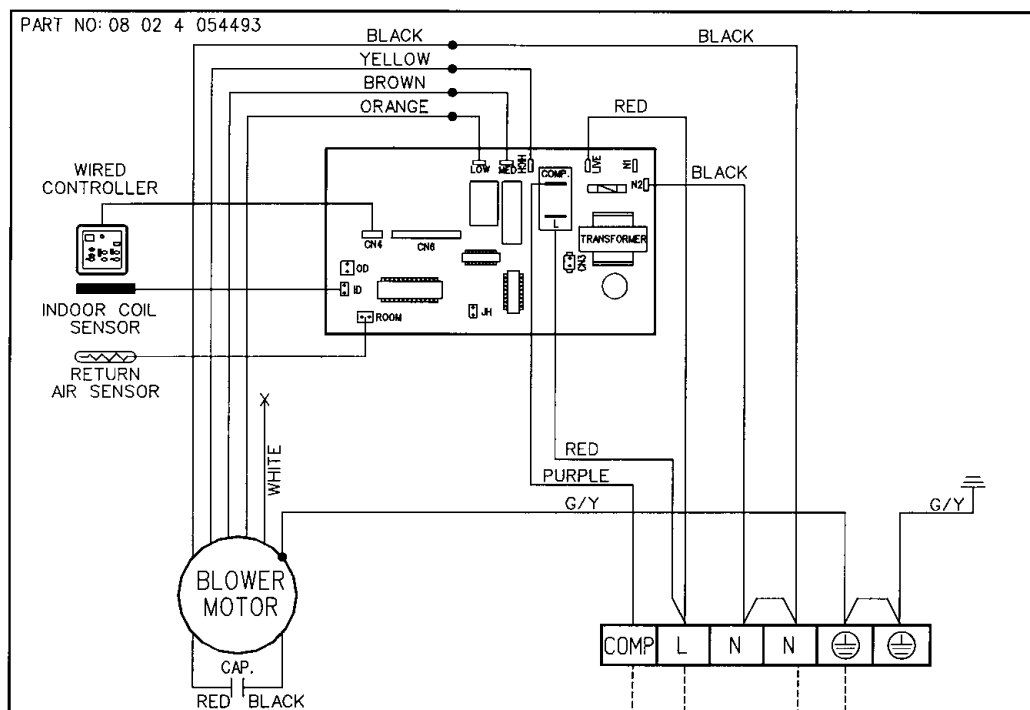 PART NO: 08 02 4 054493
BLACK
BLACK
YELLOW
BROWN
ORANGE
RED
WIRED
CONTROLLER
LOW
MED
HIGH
COMP.
LIVE
N1
N2
BLACK
L
TRANSFORMER
CN4
CN6
CN3
OD
ID
ROOM
JH
INDOOR COIL
SENSOR
RETURN
AIR SENSOR
WHITE
RED
PURPLE
G/Y
G/Y
BLOWER
MOTOR
COMP
L
N
N
CAP.
RED
BLACK